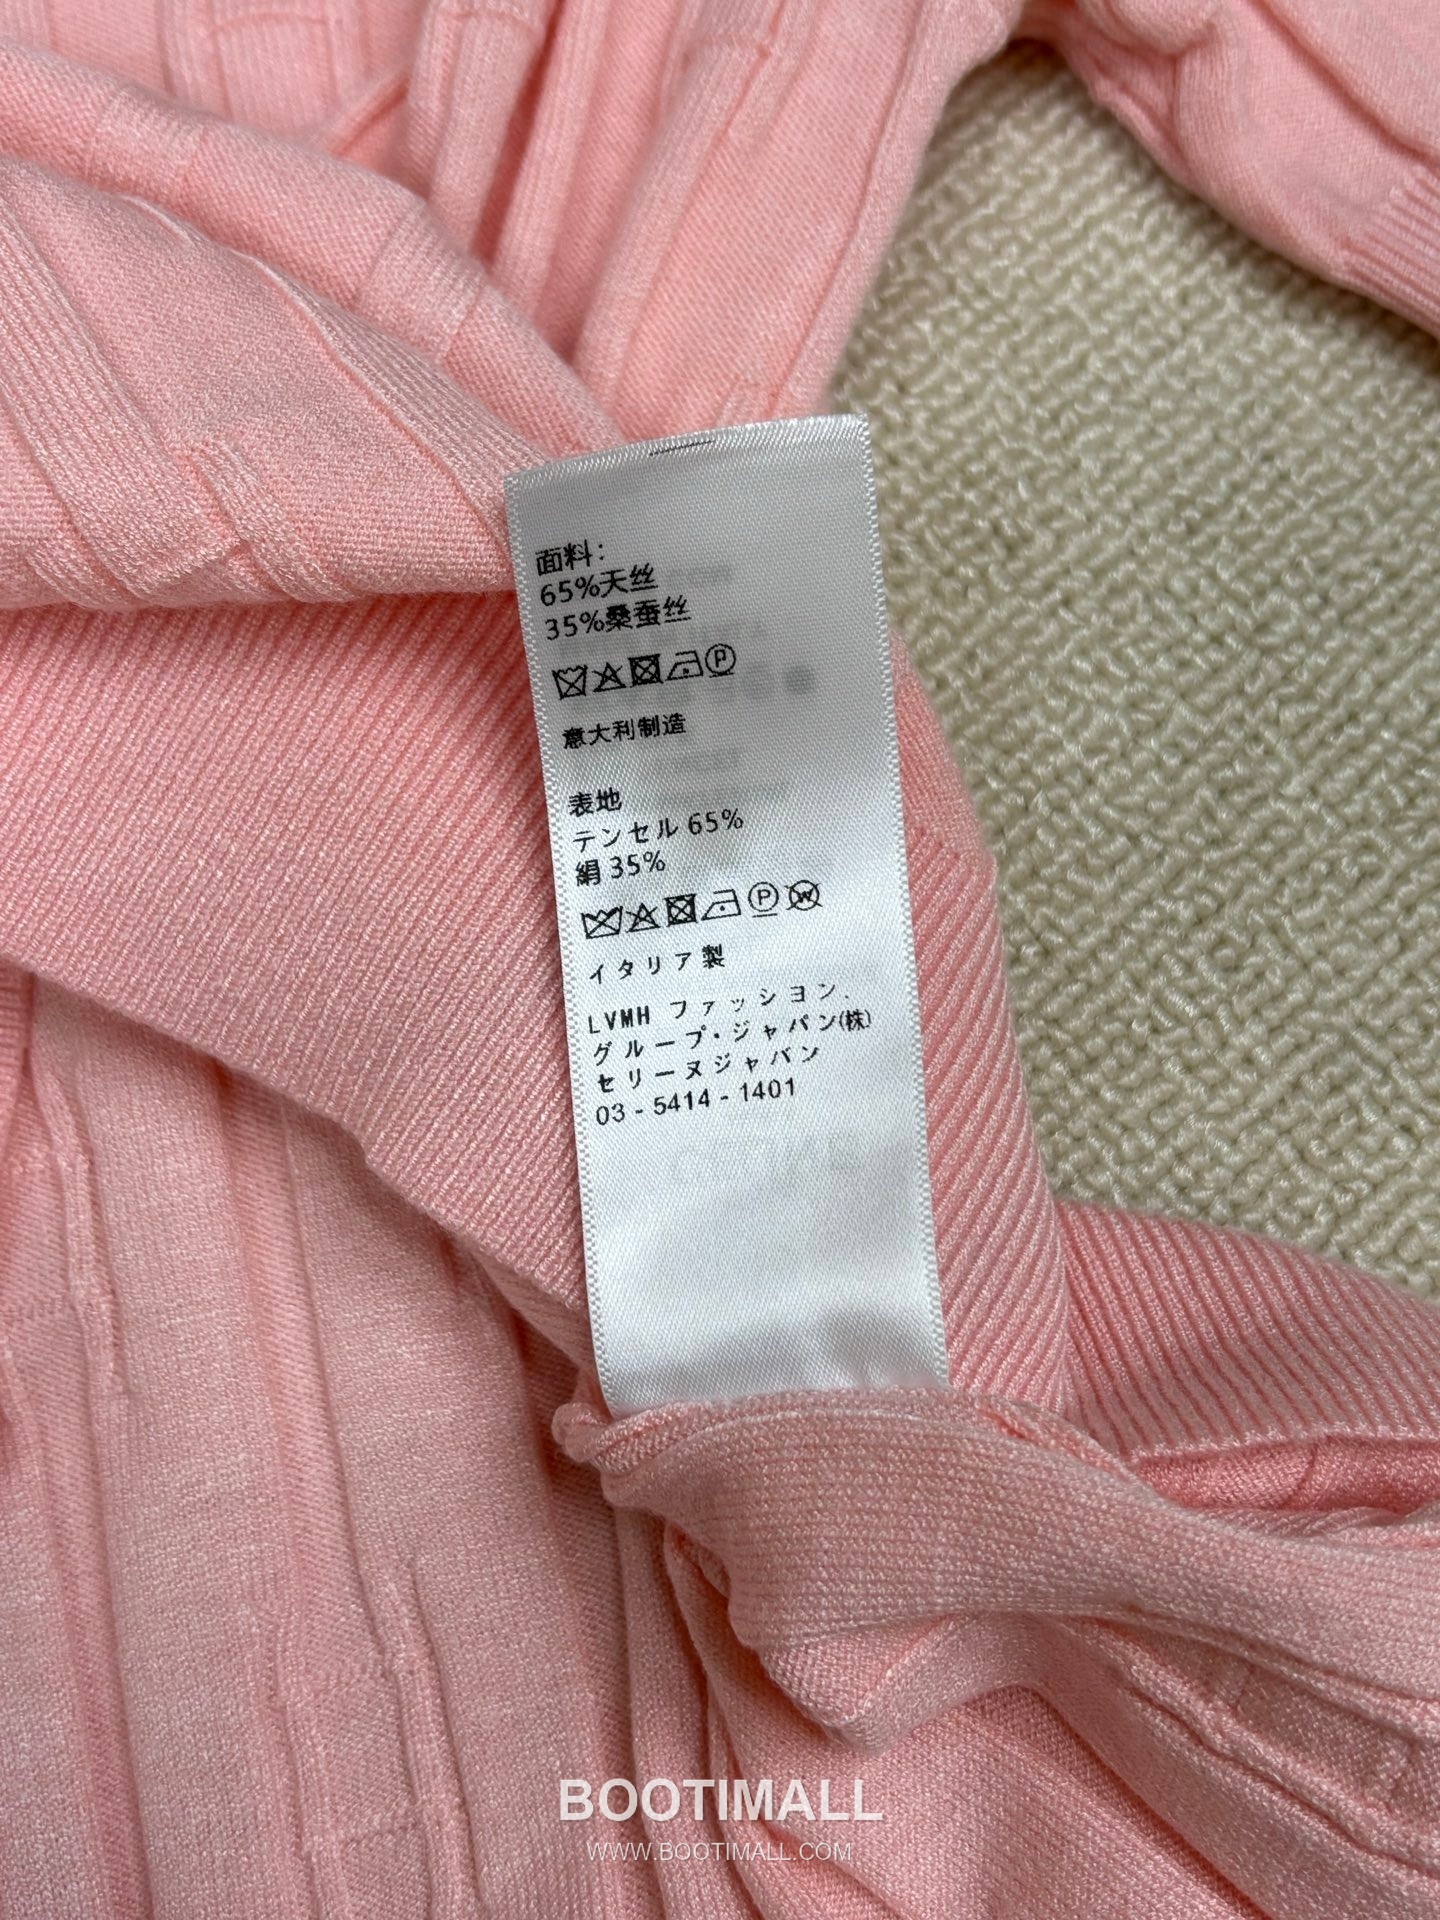 面料：
65%天丝
35%桑蚕丝
P
意大利制造
表地
テンセル 65%
絹 35%
P W
イタリア製
LVMH ファッション.
グループ・ジャパン(株)
セリーヌジャパン
03 - 5414 - 1401
BOOTIMALL
WWW.BOOTIMALL.COM